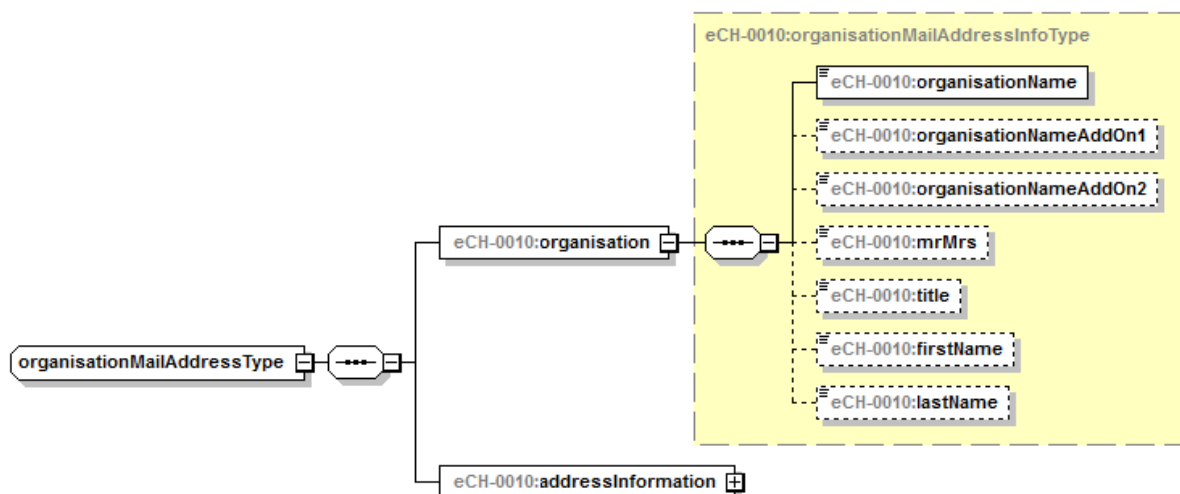 eCH-0010:organisationMailAddressInfoType
eCH-0010:organisationName
eCH-0010:organisationNameAddOn1
eCH-0010:organisationNameAddOn2
eCH-0010:organisation
eCH-0010:mrMrs
eCH-0010:title
organisationMailAddressType
eCH-0010:firstName
eCH-0010:lastName
eCH-0010:addressInformation